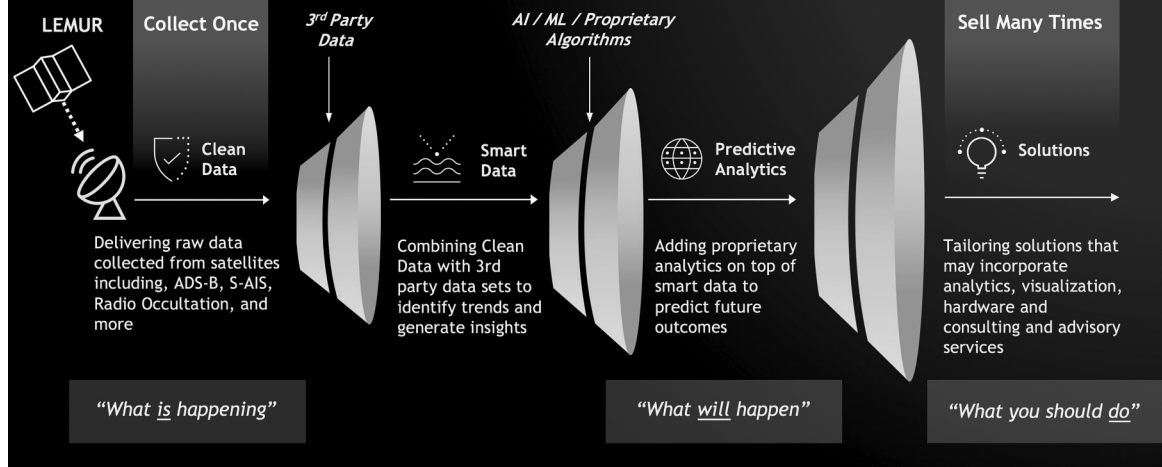 LEMUR
Collect Once
3rd Party
Data
AI / ML / Proprietary
Algorithms
Sell Many Times
Clean
Data
Smart
Data
Predictive
Analytics
Solutions
Delivering raw data
collected from satellites
including, ADS-B, S-AIS,
Radio Occultation, and
more
Combining Clean
Data with 3rd
party data sets to
identify trends and
generate insights
Adding proprietary
analytics on top of
smart data to
predict future
outcomes
Tailoring solutions that
may incorporate
analytics, visualization,
hardware and
consulting and advisory
services
“What is happening”
“What will happen”
“What you should do”